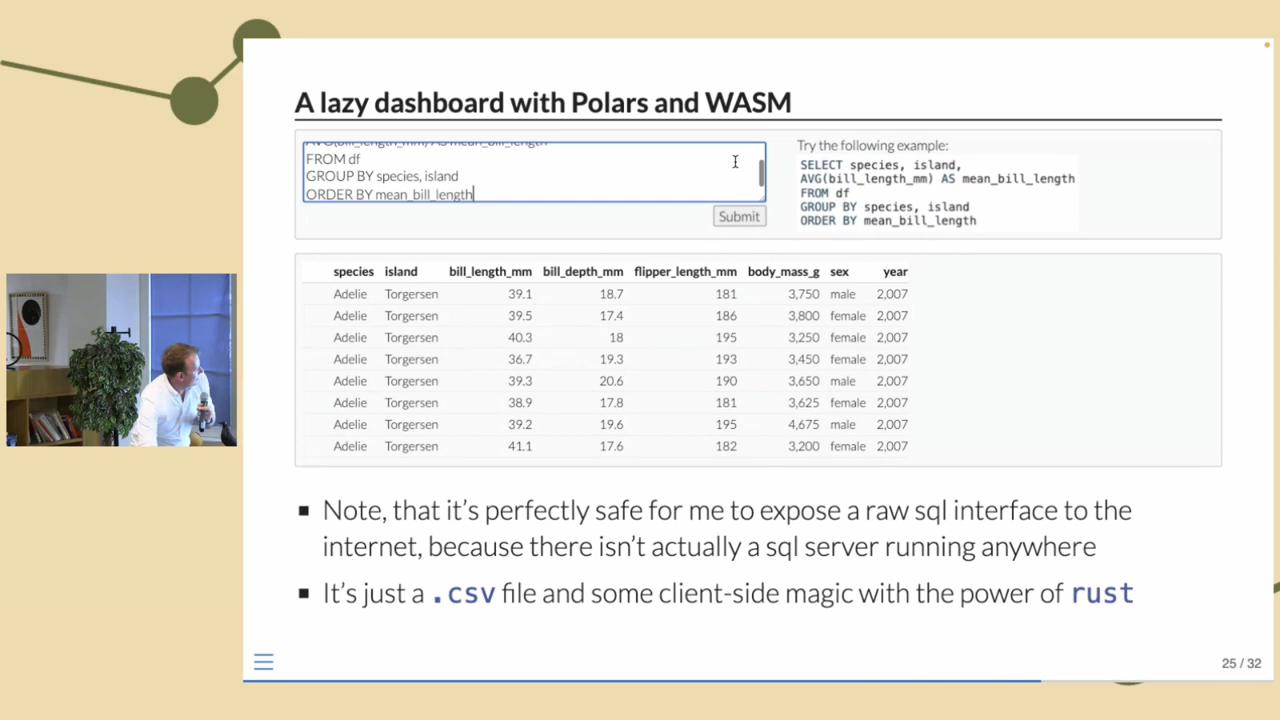 A lazy dashboard with Polars and WASM
AVG(bill_length_mm) AS mean_bill_length
FROM df
GROUP BY species, island
ORDER BY mean_bill_length
Submit
Try the following example:
SELECT species, island,
AVG(bill_length_mm) AS mean_bill_length
FROM df
GROUP BY species, island
ORDER BY mean_bill_length
species island bill_length_mm bill_depth_mm flipper_length_mm body_mass_g sex year
Adelie Torgersen 39.1 18.7 181 3,750 male 2,007
Adelie Torgersen 39.5 17.4 186 3,800 female 2,007
Adelie Torgersen 40.3 18 195 3,250 female 2,007
Adelie Torgersen 36.7 19.3 193 3,450 female 2,007
Adelie Torgersen 39.3 20.6 190 3,650 male 2,007
Adelie Torgersen 38.9 17.8 181 3,625 female 2,007
Adelie Torgersen 39.2 19.6 195 4,675 male 2,007
Adelie Torgersen 41.1 17.6 182 3,200 female 2,007
Note, that it's perfectly safe for me to expose a raw sql interface to the
internet, because there isn't actually a sql server running anywhere
It's just a .csv file and some client-side magic with the power of rust
25 / 32